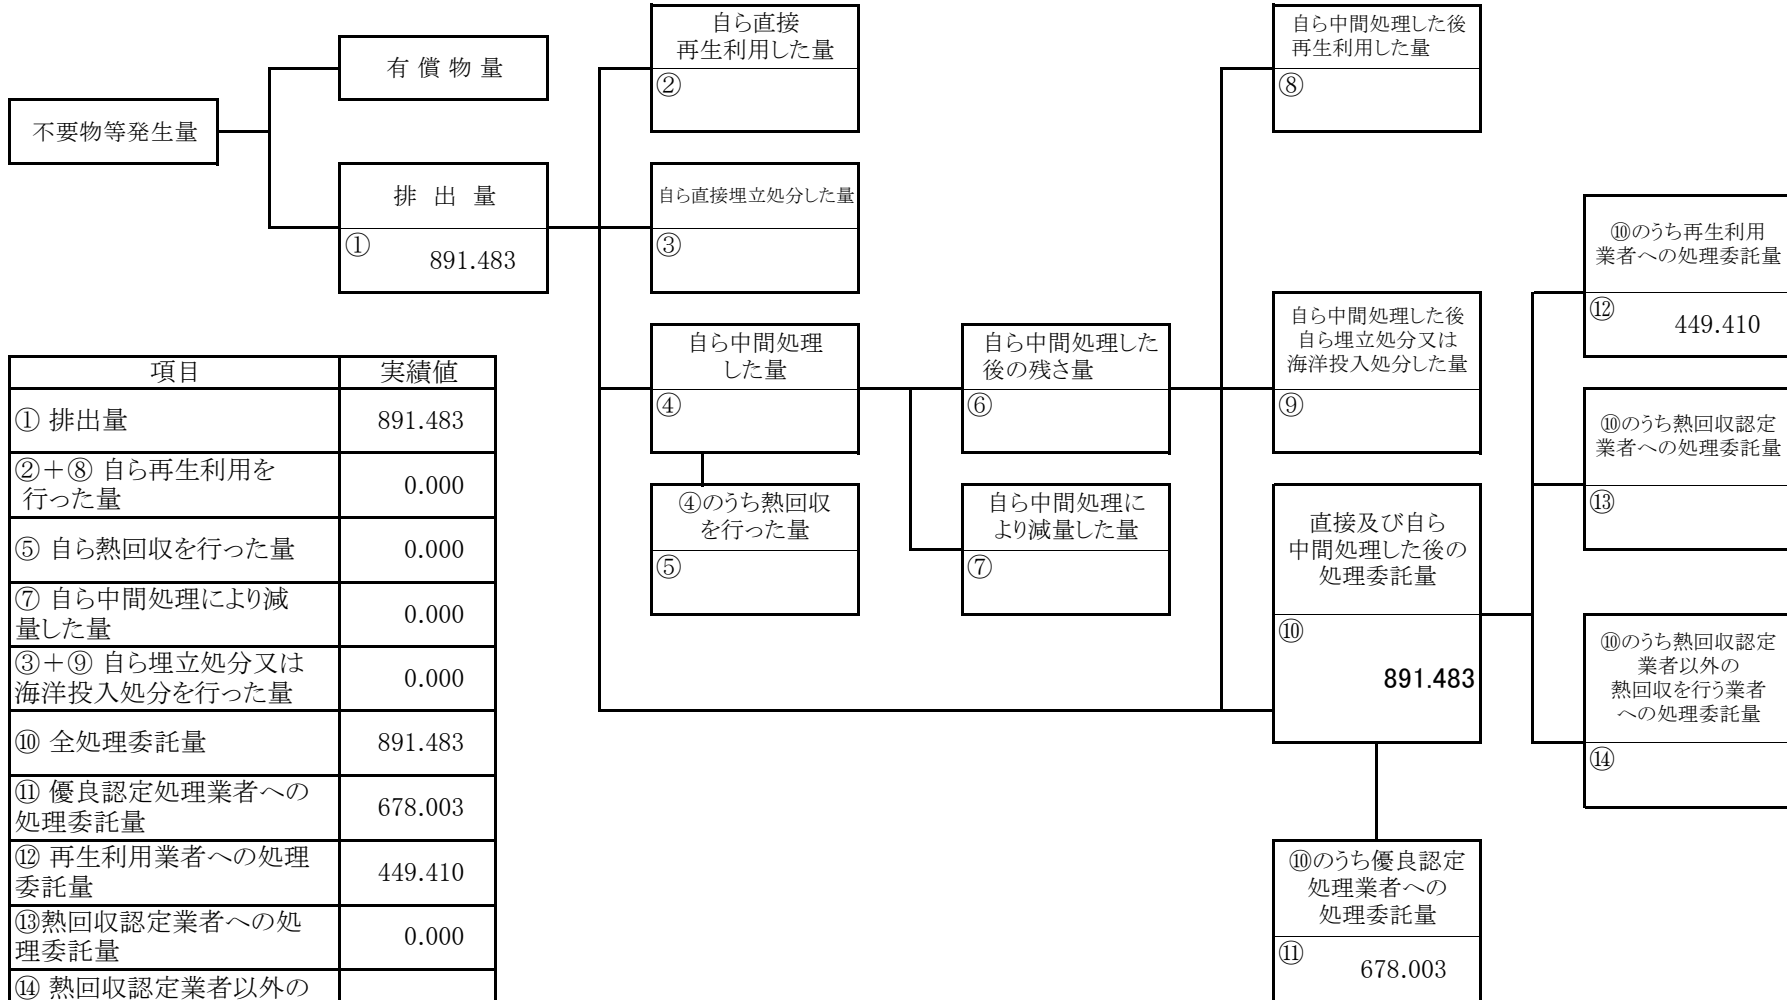 不要物等発生量
有 償 物 量
排 出 量
①
891.483
自ら直接
再生利用した量
②
自ら直接埋立処分した量
③
自ら中間処理
した量
④
④のうち熱回収
を行った量
⑤
自ら中間処理した
後の残さ量
⑥
自ら中間処理に
より減量した量
⑦
自ら中間処理した後
再生利用した量
⑧
自ら中間処理した後
自ら埋立処分又は
海洋投入処分した量
⑨
直接及び自ら
中間処理した後の
処理委託量
⑩
891.483
⑩のうち優良認定
処理業者への
処理委託量
⑪
678.003
⑩のうち再生利用
業者への処理委託量
⑫
449.410
⑩のうち熱回収認定
業者への処理委託量
⑬
⑩のうち熱回収認定
業者以外の
熱回収を行う業者
への処理委託量
⑭
項目 実績値
① 排出量 891.483
②+⑧ 自ら再生利用を
行った量 0.000
⑤ 自ら熱回収を行った量 0.000
⑦ 自ら中間処理により減
量した量 0.000
③+⑨ 自ら埋立処分又は
海洋投入処分を行った量 0.000
⑩ 全処理委託量 891.483
⑪ 優良認定処理業者への
処理委託量 678.003
⑫ 再生利用業者への処理
委託量 449.410
⑬熱回収認定業者への処
理委託量 0.000
⑭ 熱回収認定業者以外の